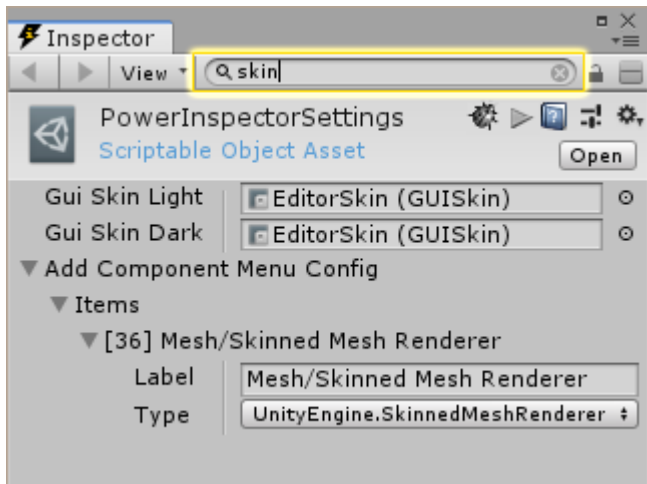 Inspector
View skin
PowerInspectorSettings
Scriptable Object Asset
Open
Gui Skin Light EditorSkin (GUISkin)
Gui Skin Dark EditorSkin (GUISkin)
Add Component Menu Config
Items
[36] Mesh/Skinned Mesh Renderer
Label Mesh/Skinned Mesh Renderer
Type UnityEngine.SkinnedMeshRenderer